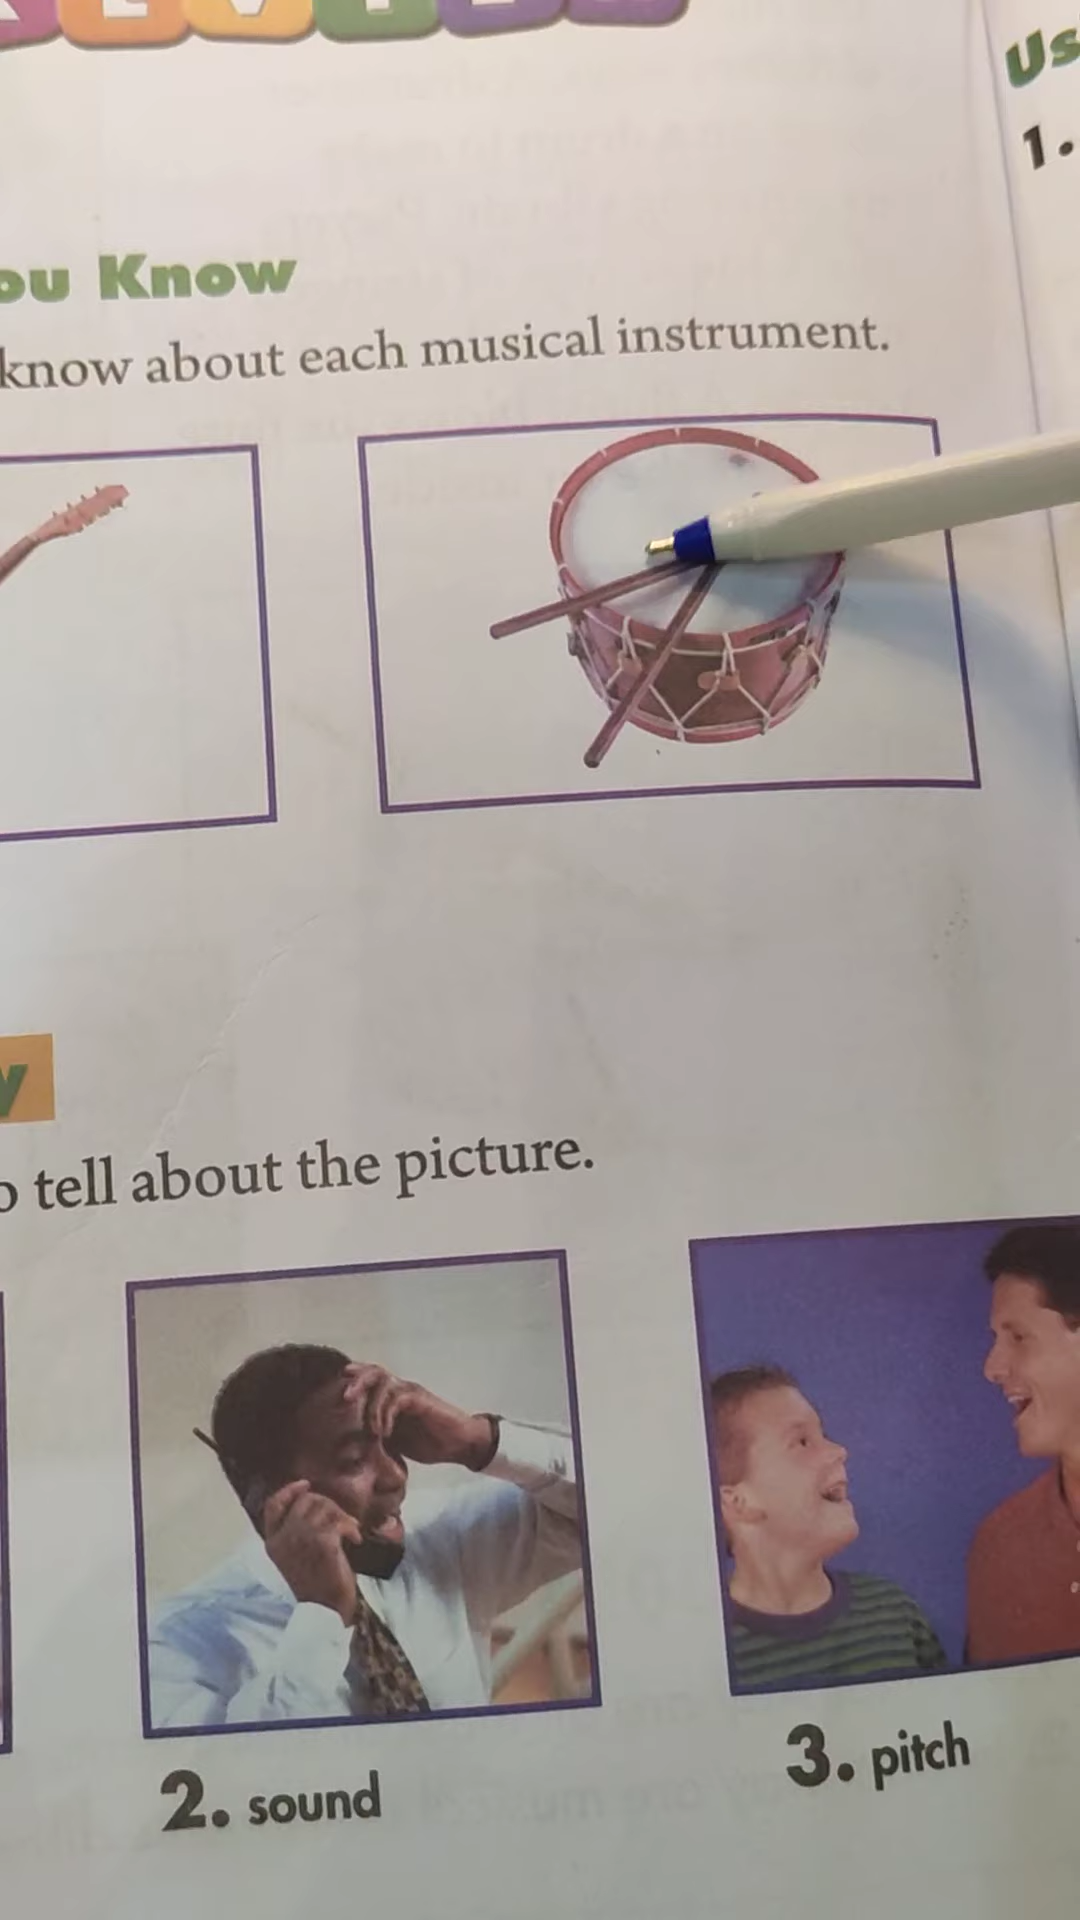 Us
1.
ou Know
know about each musical instrument.
y
o tell about the picture.
2. sound
3. pitch